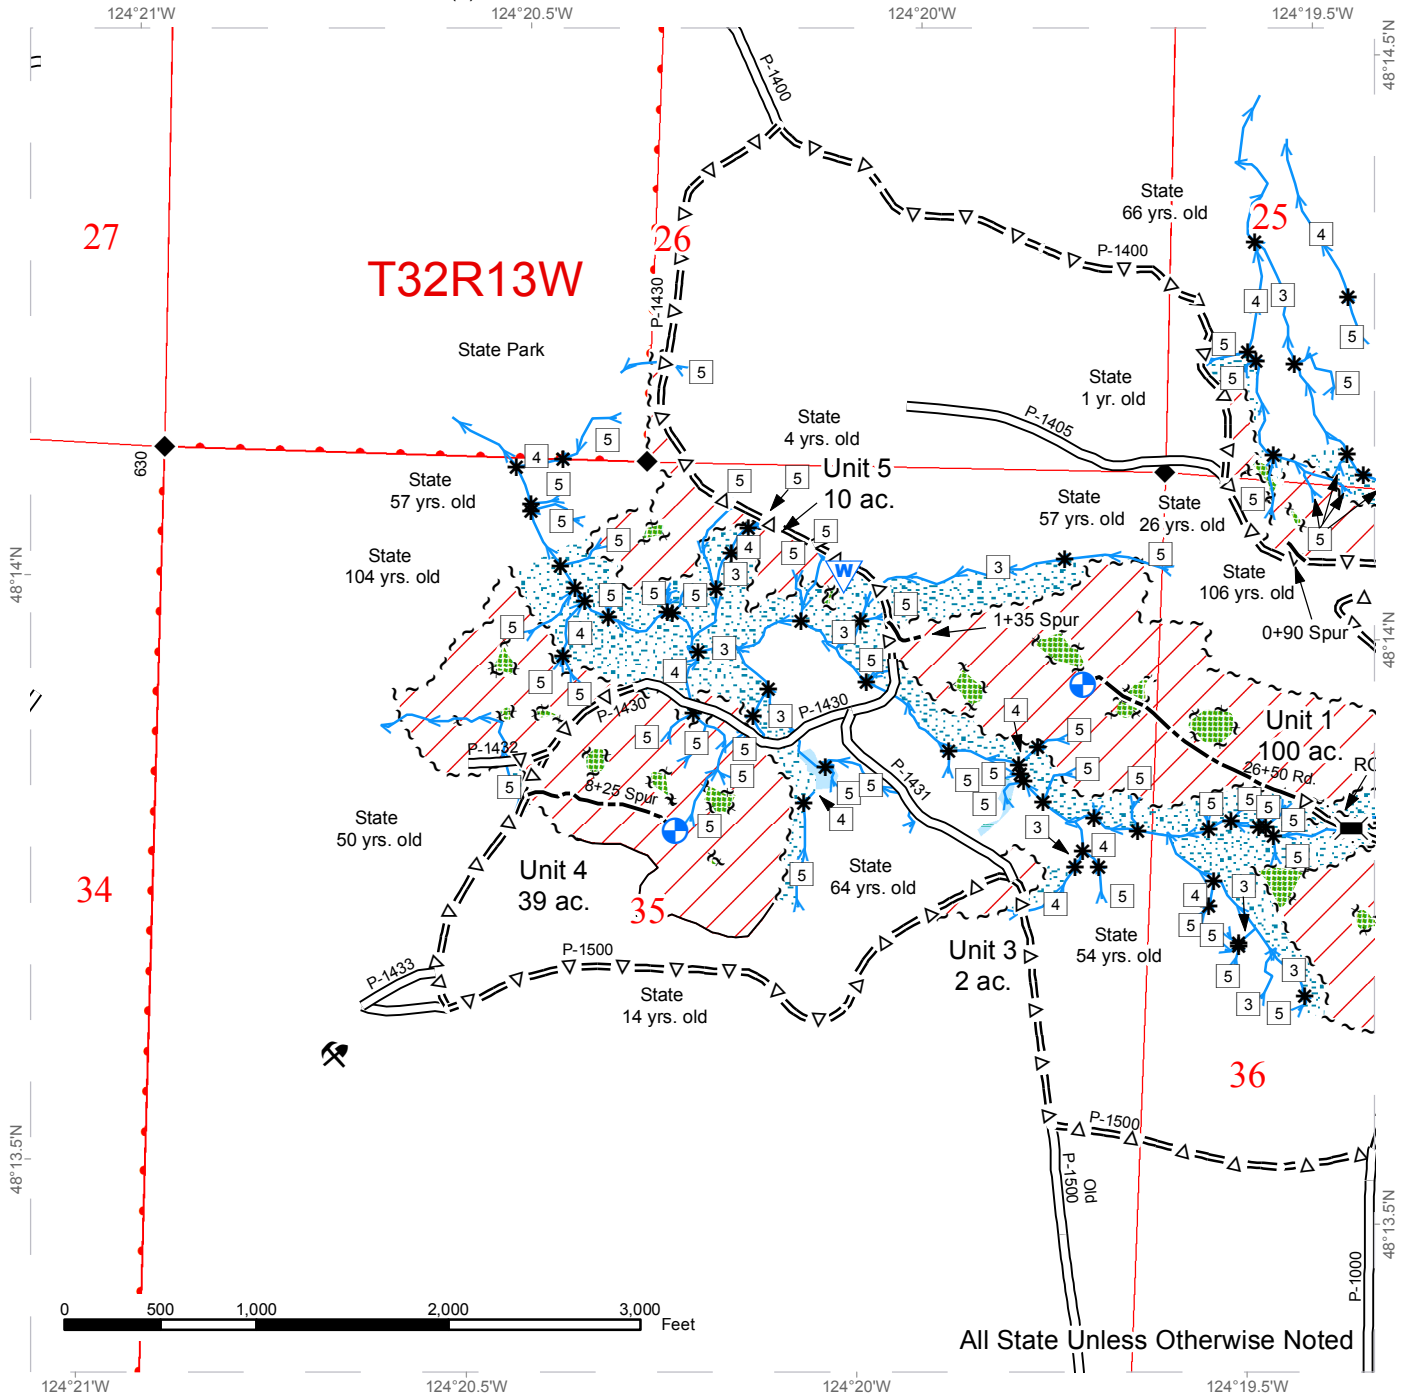 124°21'W
124°20.5'W
124°20'W
124°19.5'W
48°14.5'N
48°14.5'N
P-1400
State
66 yrs. old
25
27
26
T32R13W
P-1400
4
P-1430
4
3
State Park
5
5
5
5
5
State
1 yr. old
P-1405
State
4 yrs. old
Unit 5
10 ac.
630
4
5
5
5
5
State
57 yrs. old
5
5
State
57 yrs. old
State
26 yrs. old
5
5
5
48°14'N
State
104 yrs. old
5
4
5
W
3
5
State
106 yrs. old
3
5
5
5
5
1+35 Spur
0+90 Spur
48°14'N
5
4
3
3
5
4
5
5
P-1430
P-1430
3
4
Unit 1
100 ac.
5
5
5
P-1432
5
5
P-1431
26+50 Rd.
5
5
5
5
8+25 Spur
5
5
5
4
5
5
5
5
5
State
50 yrs. old
5
3
4
5
Unit 4
39 ac.
State
64 yrs. old
5
34
35
4
5
4
3
5
5
Unit 3
2 ac.
State
54 yrs. old
P-1500
P-1433
State
14 yrs. old
5
3
3
5
36
P-1500
48°13.5'N
Old
P-1500
48°13.5'N
P-1000
0
500
1,000
2,000
3,000
Feet
All State Unless Otherwise Noted
124°21'W
124°20.5'W
124°20'W
124°19.5'W